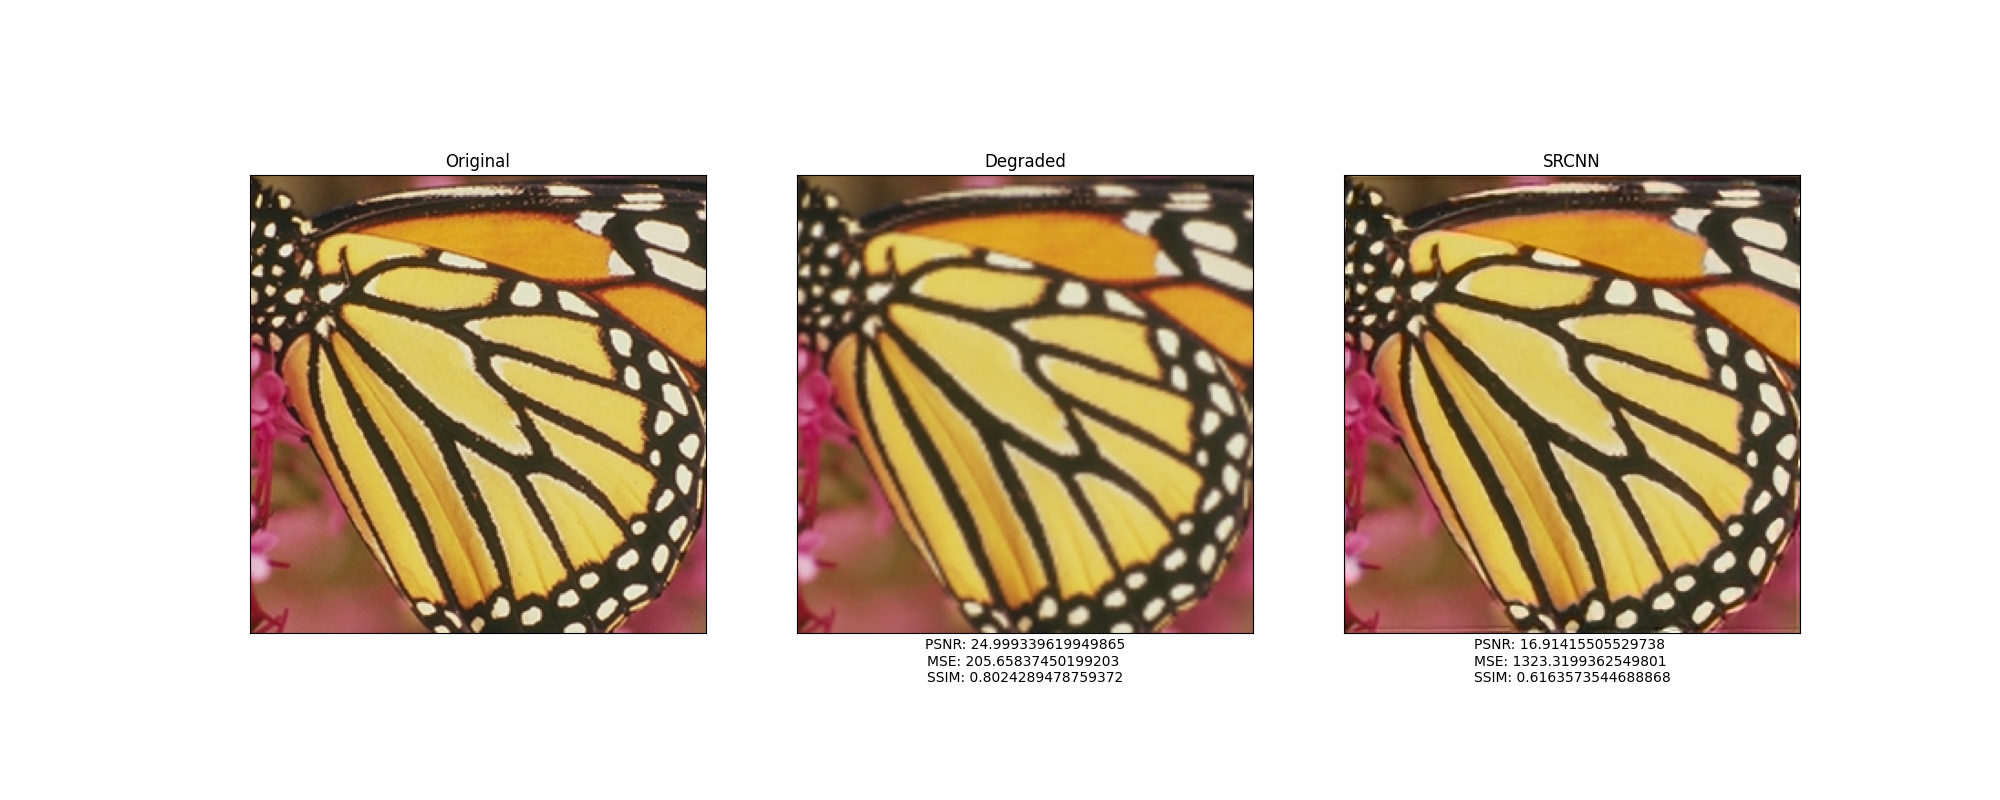 Original
Degraded
SRCNN
PSNR: 24.999339619949865
MSE: 205.65837450199203
SSIM: 0.8024289478759372
PSNR: 16.91415505529738
MSE: 1323.3199362549801
SSIM: 0.6163573544688868